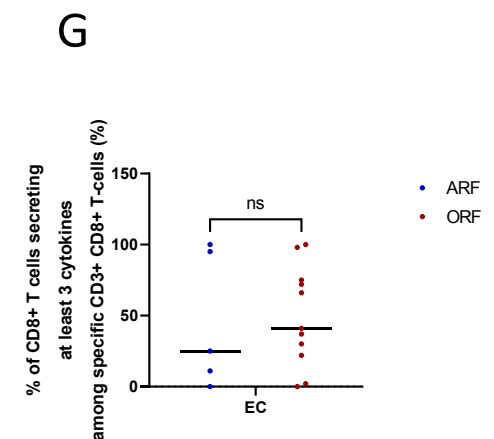 G
% of CD8+ T cells secreting
at least 3 cytokines
among specific CD3+ CD8+ T-cells (%)
150
100
50
0
ns
EC
ARF
ORF